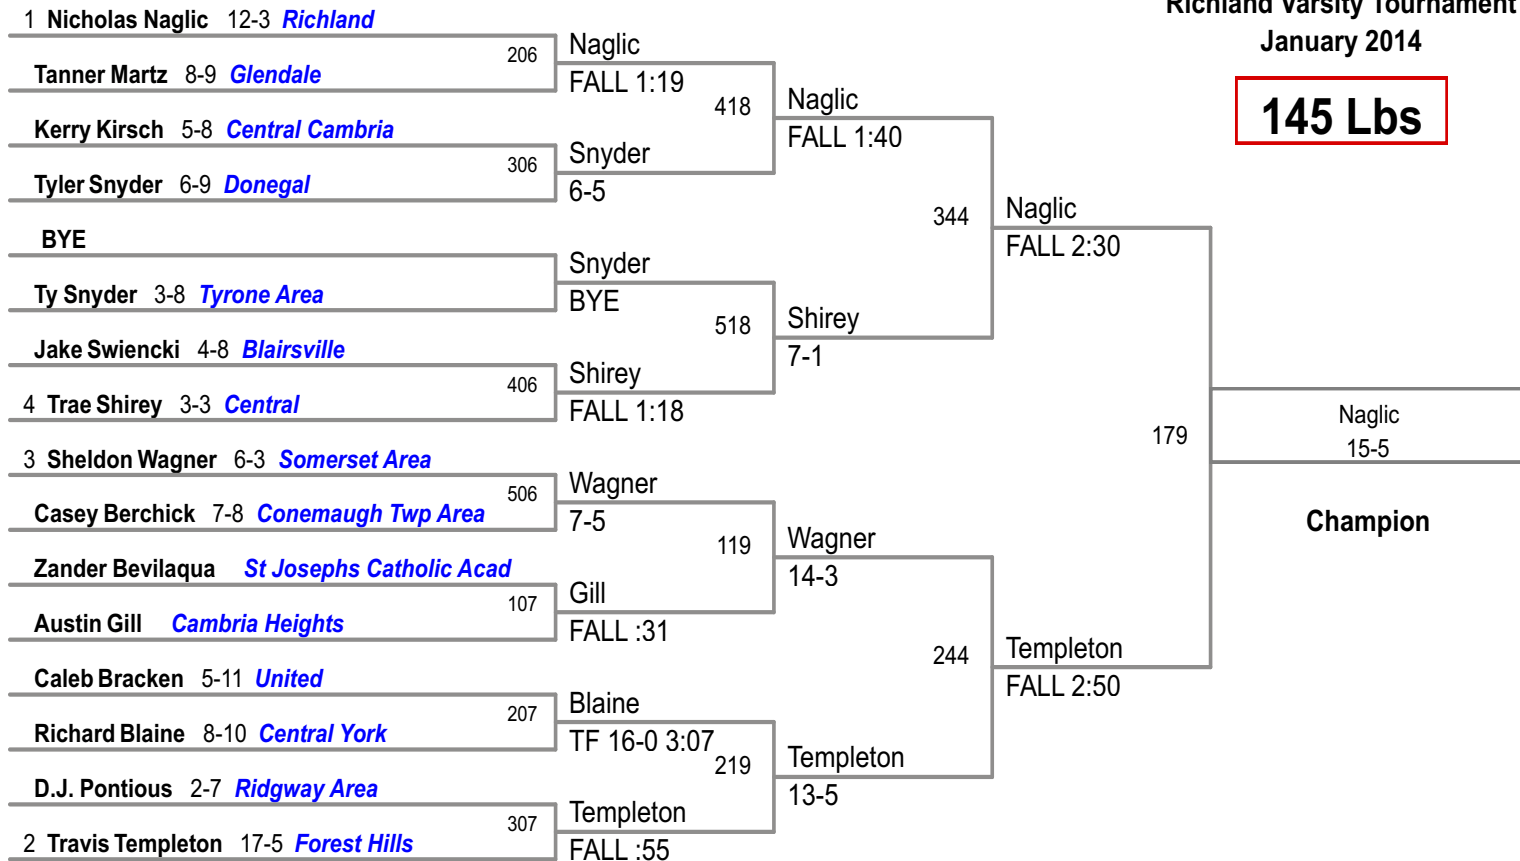 Richland Varsity Tournament
January 2014
145 Lbs
1 Nicholas Naglic 12-3 Richland
206
Tanner Martz 8-9 Glendale
Naglic
FALL 1:19
418
Kerry Kirsch 5-8 Central Cambria
306
Tyler Snyder 6-9 Donegal
Snyder
6-5
Naglic
FALL 1:40
344
BYE
Ty Snyder 3-8 Tyrone Area
Snyder
BYE
518
Jake Swiencki 4-8 Blairsville
406
4 Trae Shirey 3-3 Central
Shirey
FALL 1:18
Shirey
7-1
Naglic
FALL 2:30
179
3 Sheldon Wagner 6-3 Somerset Area
506
Casey Berchick 7-8 Conemaugh Twp Area
Wagner
7-5
119
Zander Bevilaqua St Josephs Catholic Acad
107
Austin Gill Cambria Heights
Gill
FALL :31
Wagner
14-3
244
Caleb Bracken 5-11 United
207
Richard Blaine 8-10 Central York
Blaine
TF 16-0 3:07
219
D.J. Pontious 2-7 Ridgway Area
307
2 Travis Templeton 17-5 Forest Hills
Templeton
FALL :55
Templeton
13-5
Templeton
FALL 2:50
Naglic
15-5
Champion